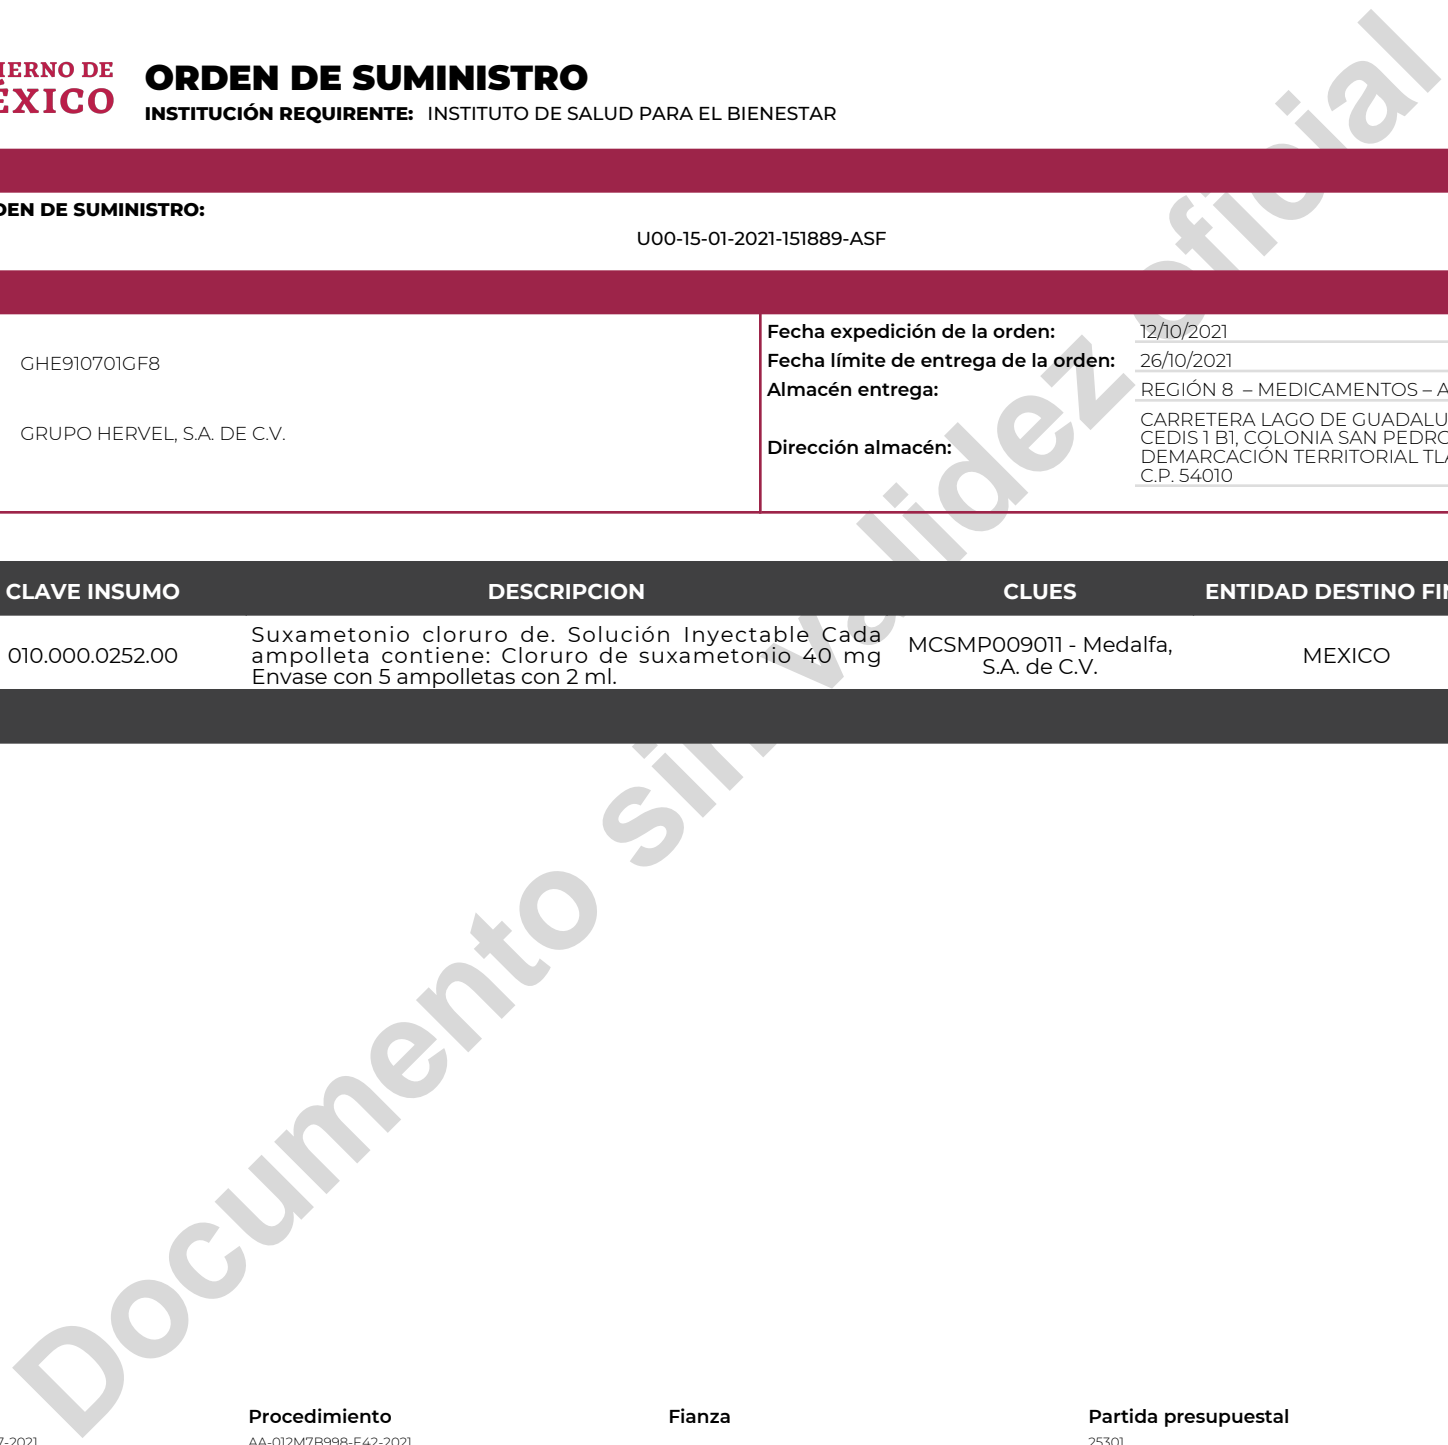 IERNO DE
ÉXICO
ORDEN DE SUMINISTRO
INSTITUCIÓN REQUIRENTE: INSTITUTO DE SALUD PARA EL BIENESTAR
DEN DE SUMINISTRO:
U00-15-01-2021-151889-ASF
GHE910701GF8
GRUPO HERVEL, S.A. DE C.V.
Fecha expedición de la orden: 12/10/2021
Fecha límite de entrega de la orden: 26/10/2021
Almacén entrega: REGIÓN 8 – MEDICAMENTOS – A
Dirección almacén:
CARRETERA LAGO DE GUADALU
CEDIS 1 B1, COLONIA SAN PEDRO
DEMARCACIÓN TERRITORIAL TLA
C.P. 54010
CLAVE INSUMO DESCRIPCION CLUES ENTIDAD DESTINO FIN
010.000.0252.00
Suxametonio cloruro de. Solución Inyectable Cada
ampolleta contiene: Cloruro de suxametonio 40 mg
Envase con 5 ampolletas con 2 ml.
MCSMP009011 - Medalfa,
S.A. de C.V.
MEXICO
Documento sin validez oficial
Procedimiento Fianza Partida presupuestal
7-2021 AA-012M7B998-E42-2021 25301